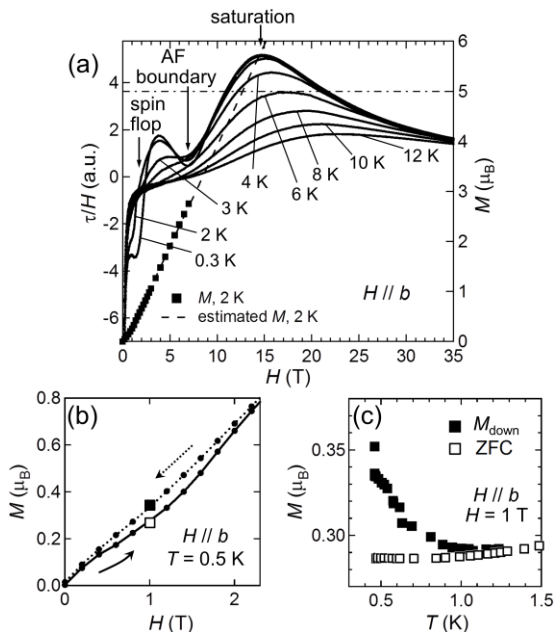 saturation
(a)
AF
boundary
spin
flop
τ/H (a.u.)
M (μB)
4
2
0
-2
-4
-6
6
5
4
3
2
1
0
12 K
10 K
8 K
6 K
4 K
3 K
2 K
0.3 K
M, 2 K
estimated M, 2 K
H // b
0 5 10 15 20 25 30 35
H (T)
(b)
M (μB)
0.8
0.6
0.4
0.2
0.0
H // b
T = 0.5 K
0 1 2
H (T)
(c)
Mdown
ZFC
H // b
H = 1 T
M (μB)
0.35
0.30
0.5 1.0 1.5
T (K)